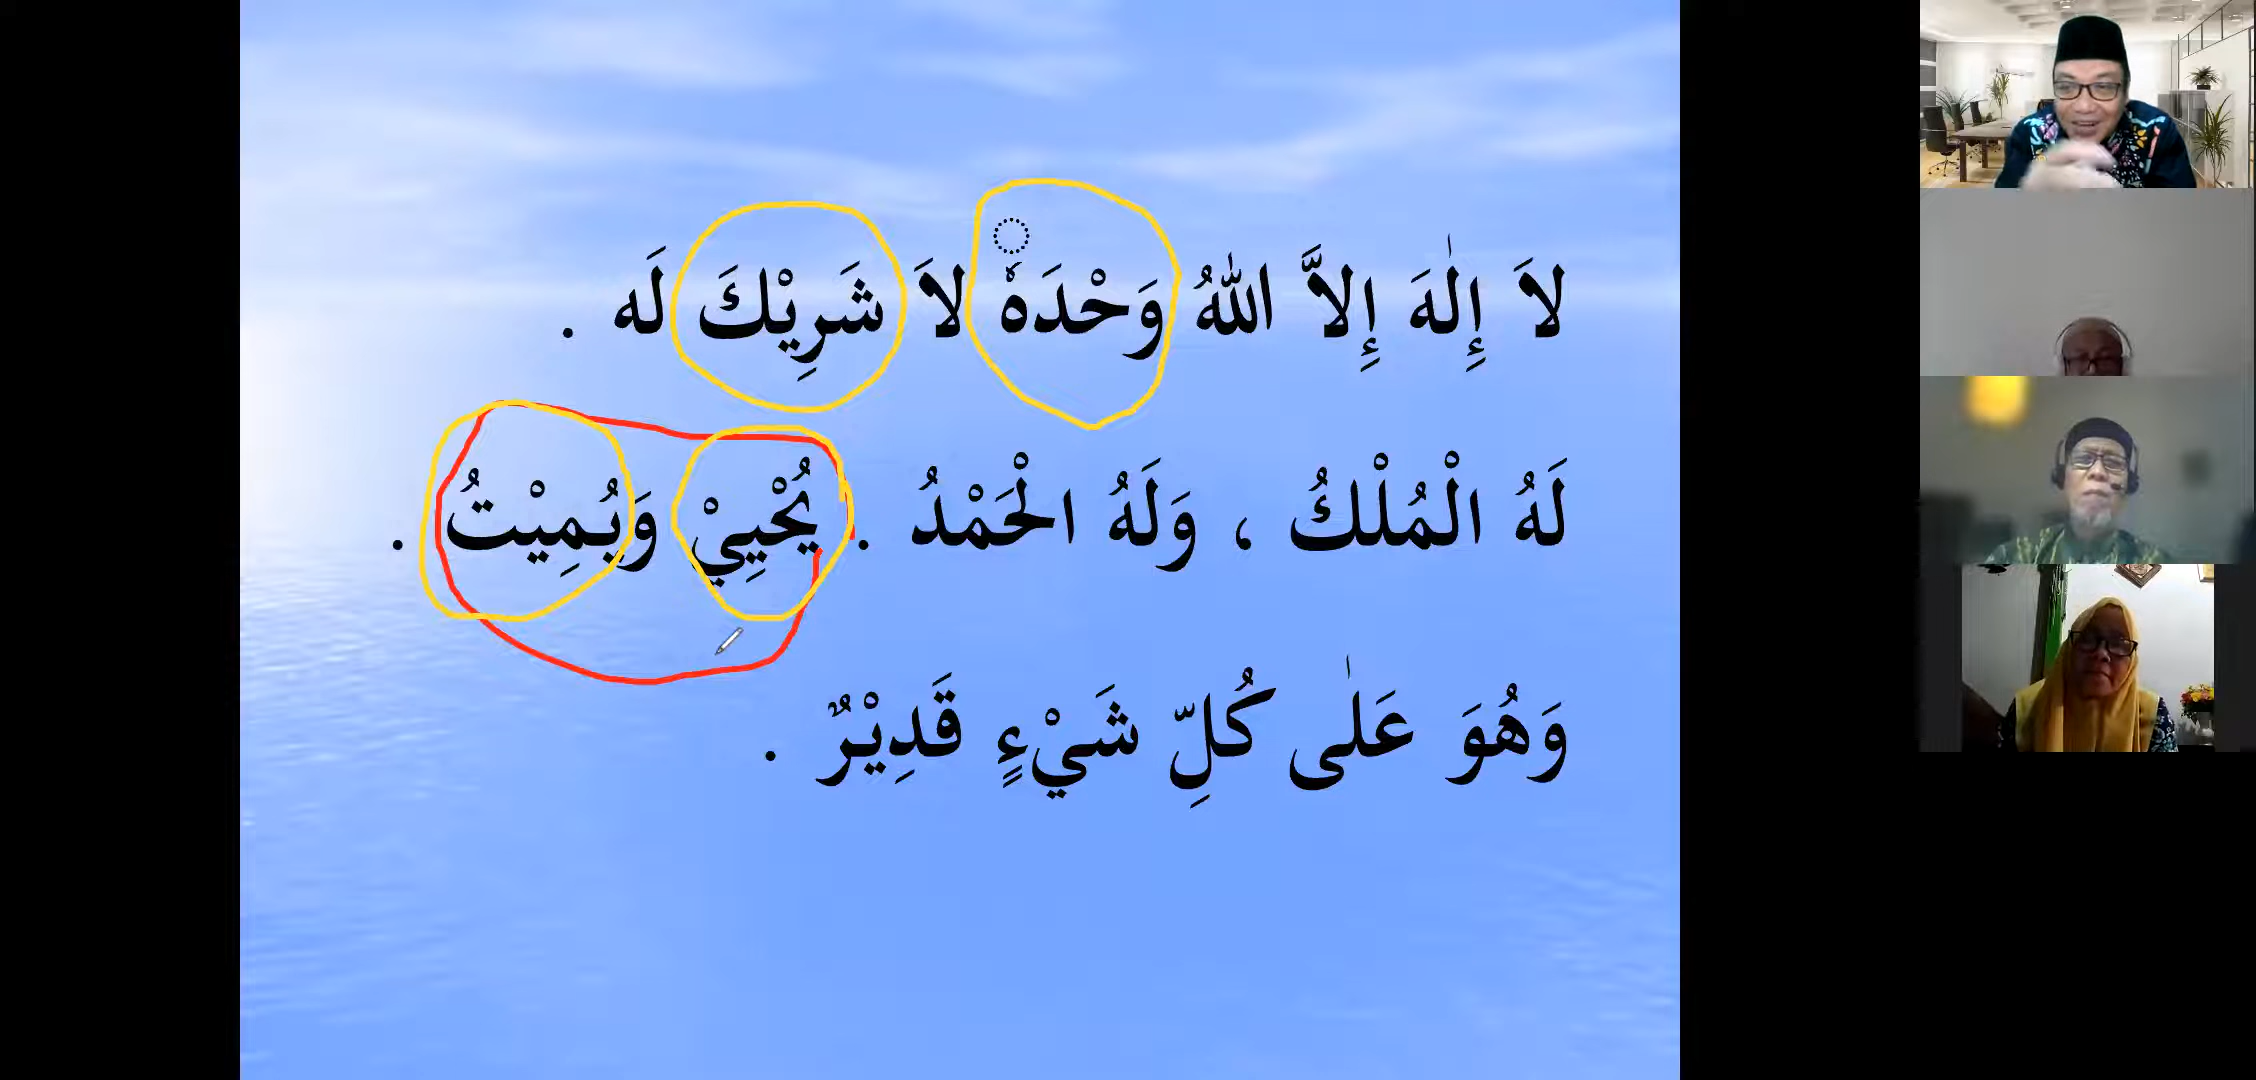 لاَ إِلٰهَ إِلاَّ اللهُ وَحْدَهٗ لاَ شَرِيْكَ لَه .
لَهُ الْمُلْكُ ، وَلَهُ الْحَمْدُ . يُحْيِيْ وَيُمِيْتُ .
وَهُوَ عَلٰى كُلِّ شَيْءٍ قَدِيْرٌ .